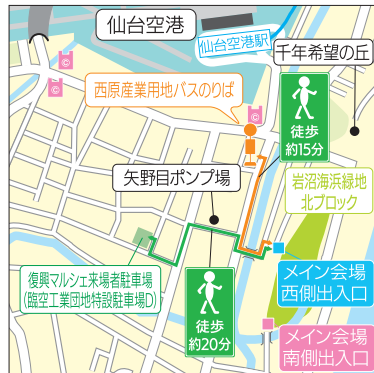 仙台空港
仙台空港駅
千年希望の丘
西原産業用地バスのりば
C
C
C
徒歩
約15分
矢野目ポンプ場
岩沼海浜緑地
北ブロック
復興マルシェ来場者駐車場
(臨空工業団地特設駐車場D)
徒歩
約20分
メイン会場
西側出入口
メイン会場
南側出入口